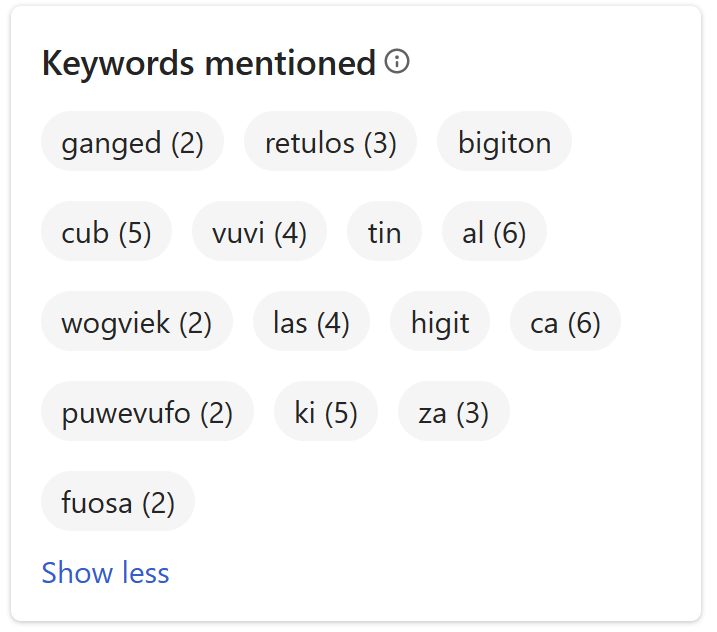 Keywords mentioned
ganged (2) retulos (3) bigiton
cub (5) vuvi (4) tin al (6)
wogviek (2) las (4) higit ca (6)
puwevufo (2) ki (5) za (3)
fuosa (2)
Show less